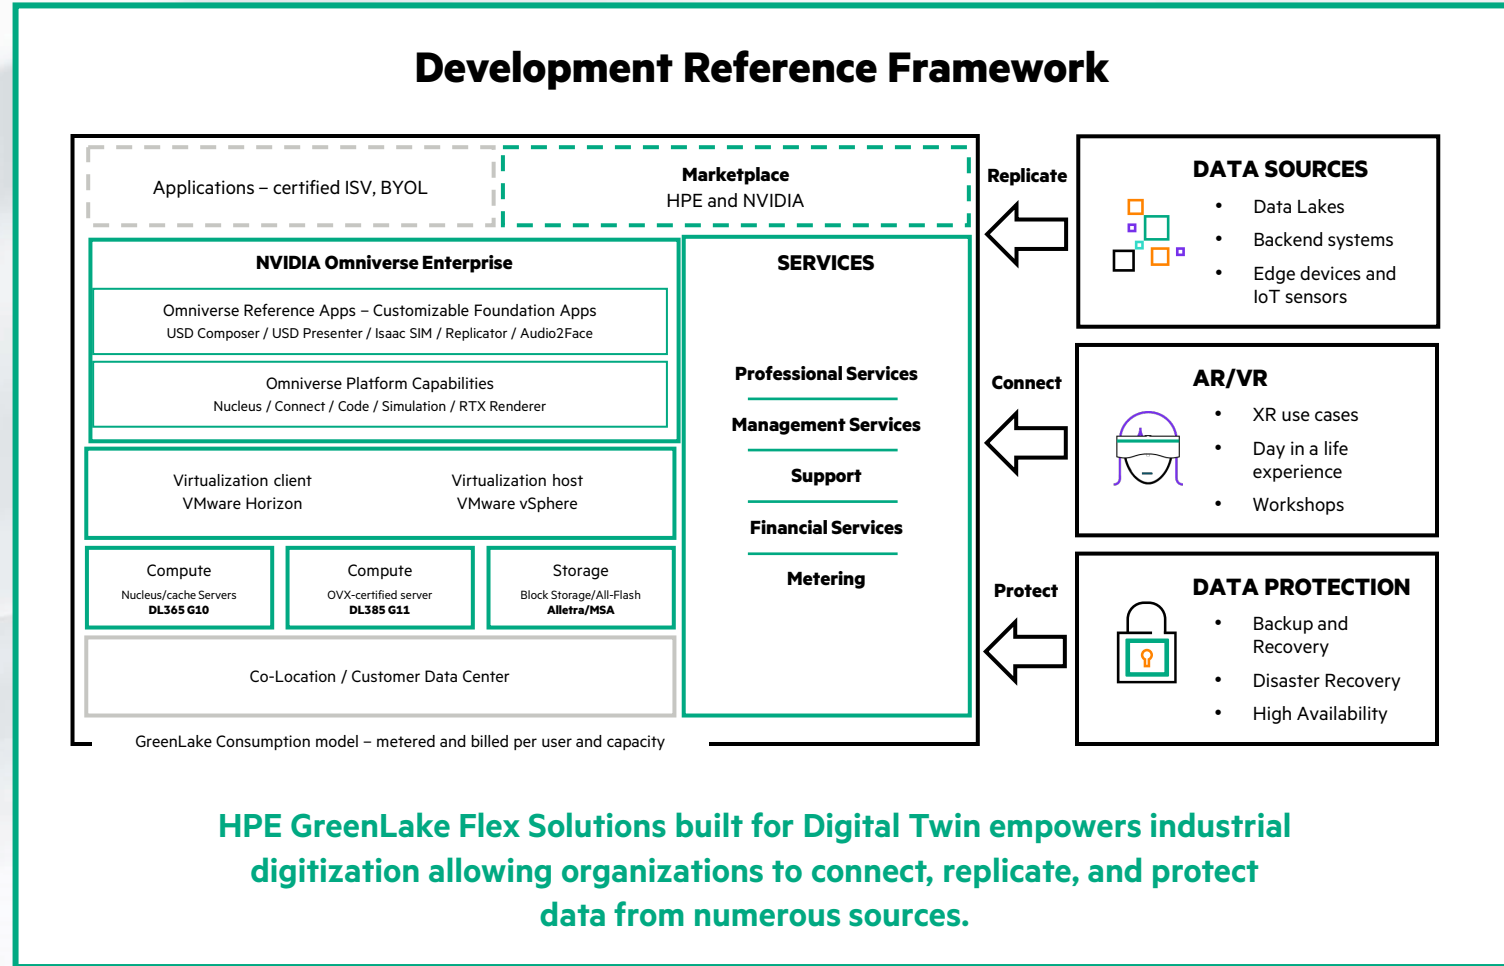 Development Reference Framework
Applications – certified ISV, BYOL
Marketplace
HPE and NVIDIA
NVIDIA Omniverse Enterprise
Omniverse Reference Apps – Customizable Foundation Apps
USD Composer / USD Presenter / Isaac SIM / Replicator / Audio2Face
Omniverse Platform Capabilities
Nucleus / Connect / Code / Simulation / RTX Renderer
Virtualization client
VMware Horizon
Virtualization host
VMware vSphere
Compute
Nucleus/cache Servers
DL365 G10
Compute
OVX-certified server
DL385 G11
Storage
Block Storage/All-Flash
Alletra/MSA
Co-Location / Customer Data Center
SERVICES
Professional Services
Management Services
Support
Financial Services
Metering
GreenLake Consumption model – metered and billed per user and capacity
Replicate
DATA SOURCES
• Data Lakes
• Backend systems
• Edge devices and
IoT sensors
Connect
AR/VR
• XR use cases
• Day in a life
experience
• Workshops
Protect
DATA PROTECTION
• Backup and
Recovery
• Disaster Recovery
• High Availability
HPE GreenLake Flex Solutions built for Digital Twin empowers industrial
digitization allowing organizations to connect, replicate, and protect
data from numerous sources.